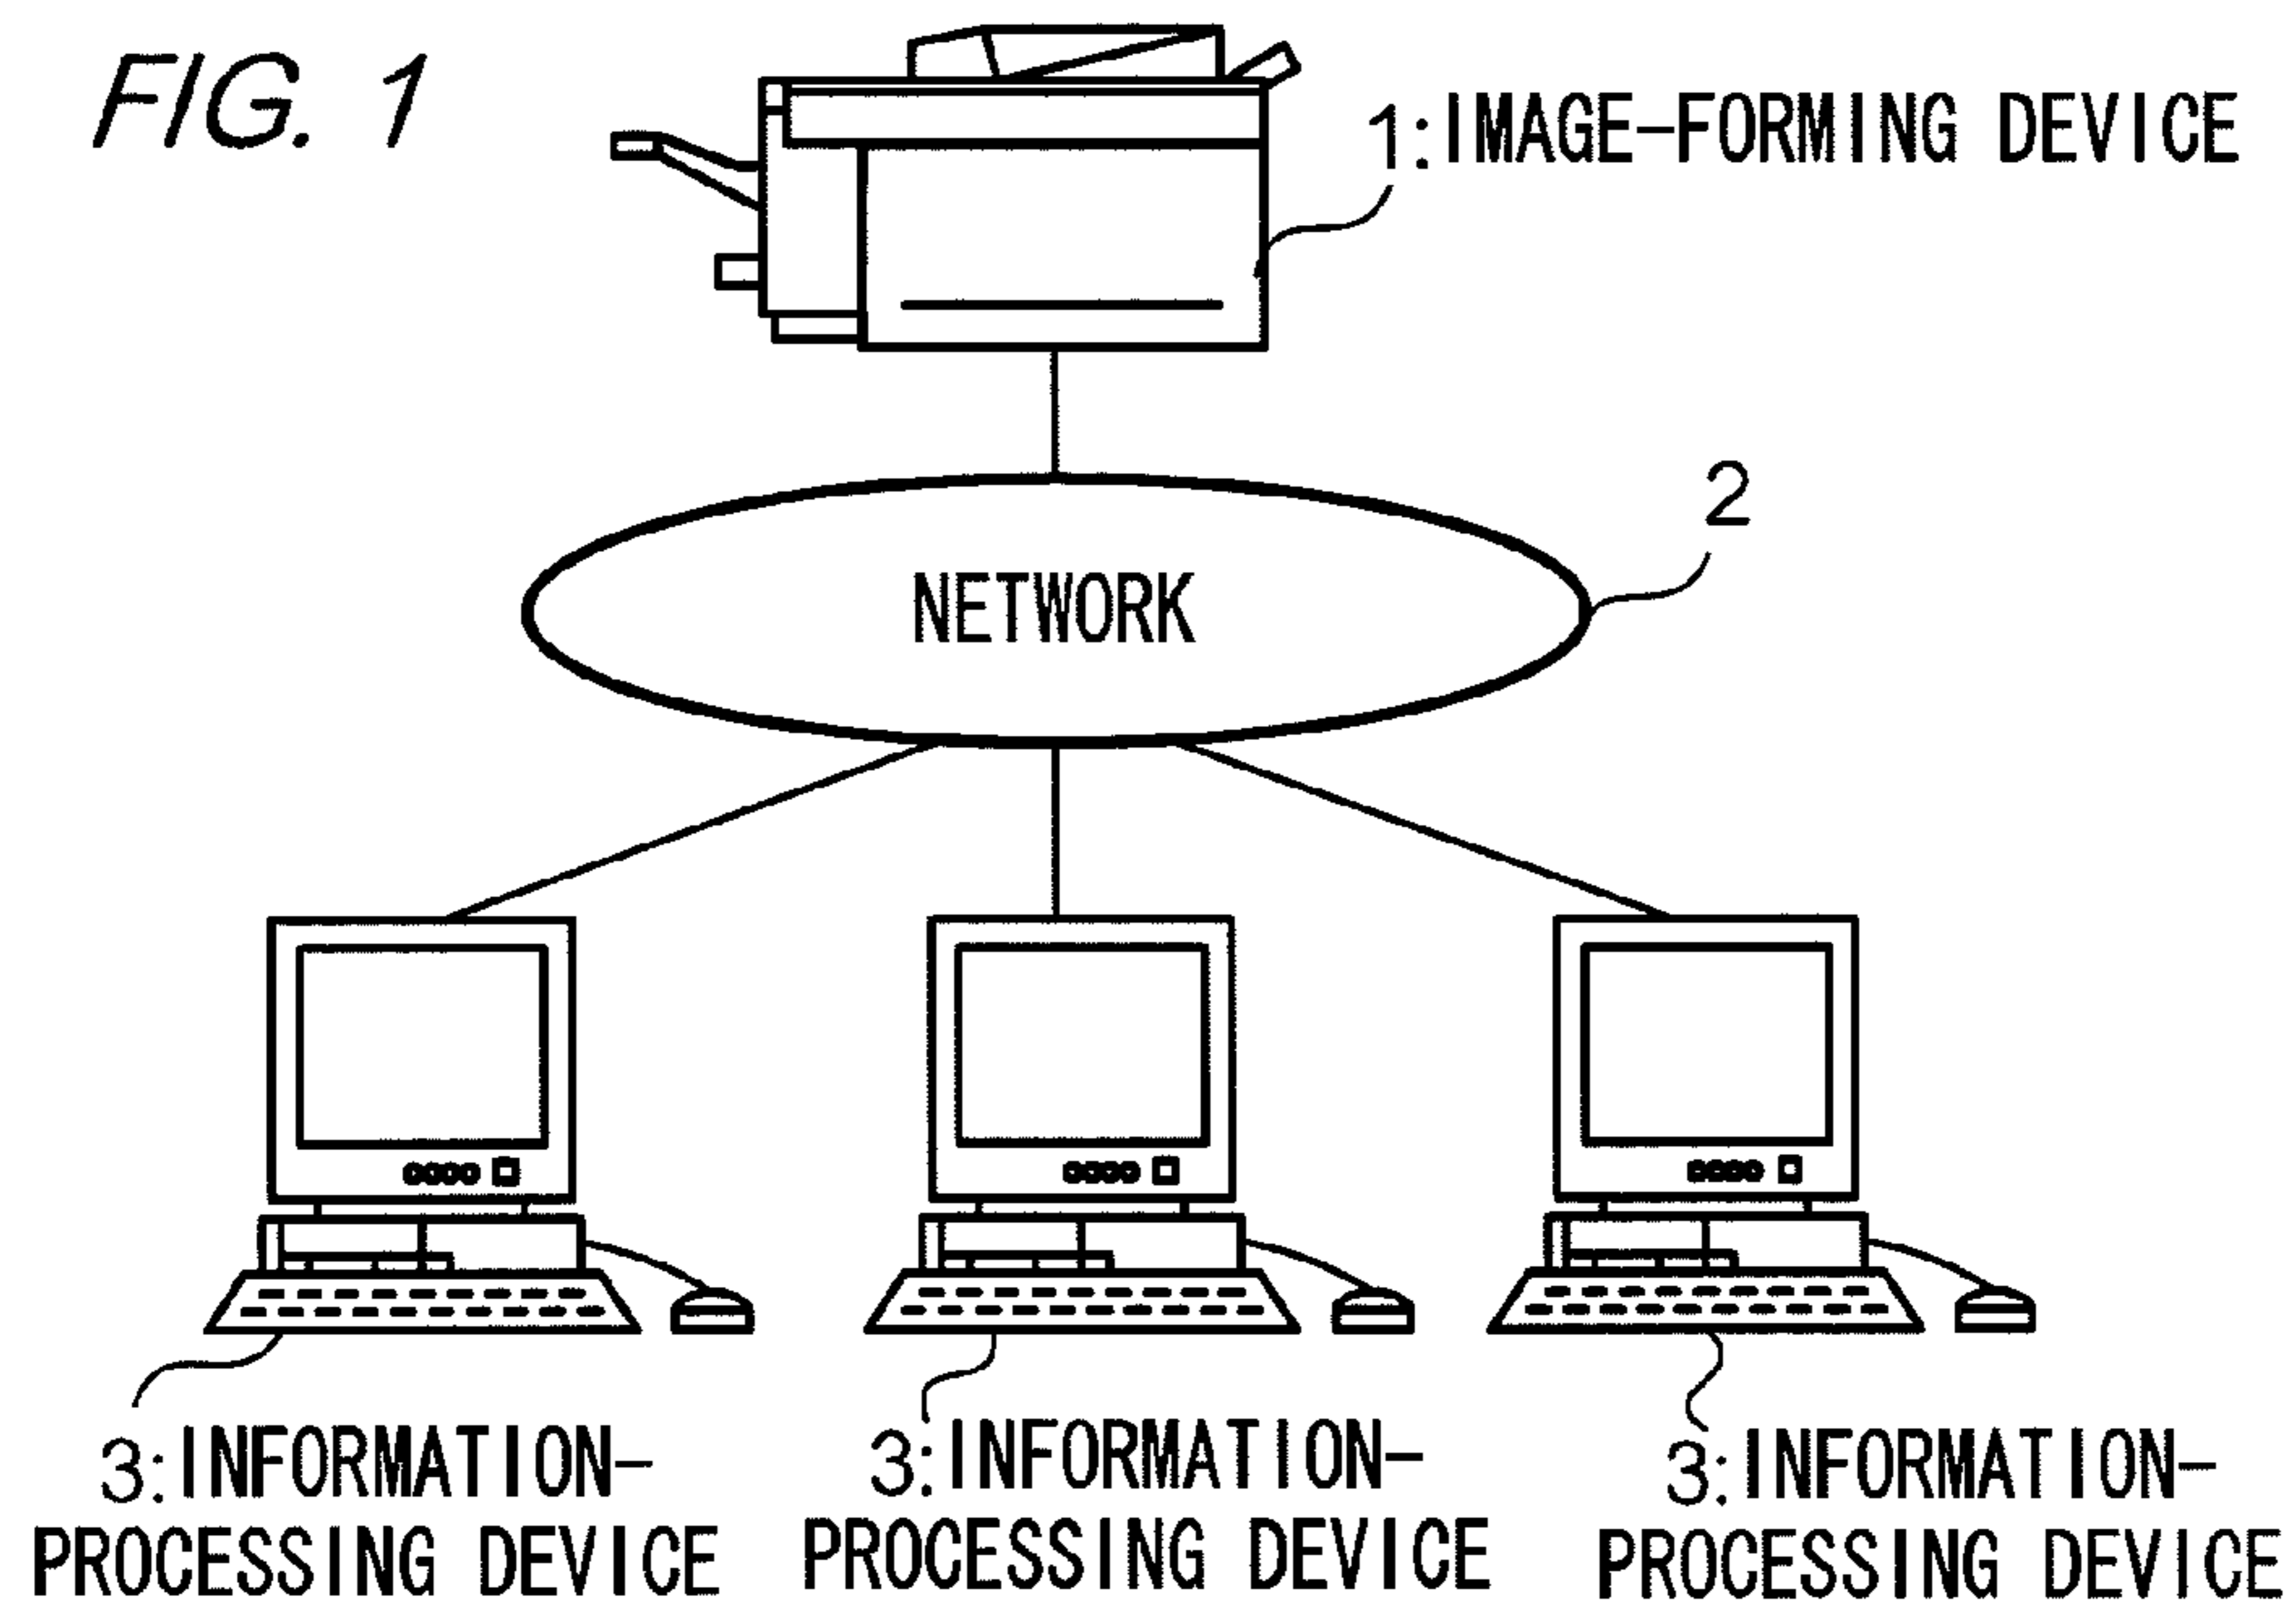 FIG. 1
1:IMAGE-FORMING DEVICE
2
NETWORK
3:INFORMATION-
PROCESSING DEVICE
3:INFORMATION-
PROCESSING DEVICE
3:INFORMATION-
PROCESSING DEVICE